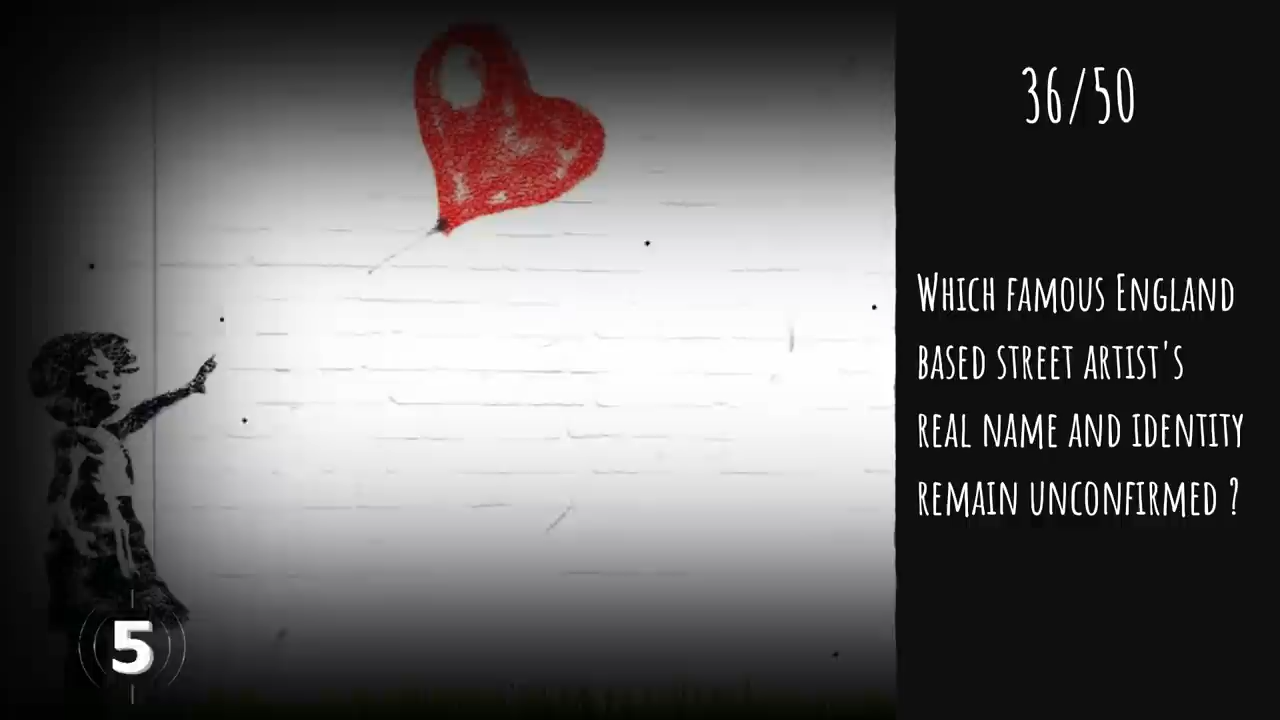 36/50
Which famous England
based street artist's
real name and identity
remain unconfirmed ?
5